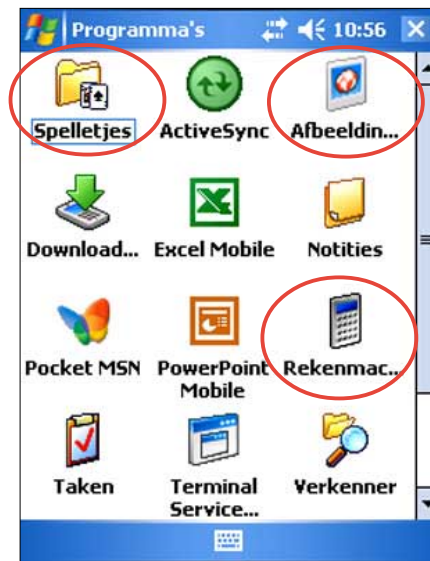 Programma's 10:56
Spelletjes ActiveSync Afbeeldin...
Download... Excel Mobile Notities
Pocket MSN PowerPoint Mobile Rekenmac...
Taken Terminal Service... Verkenner